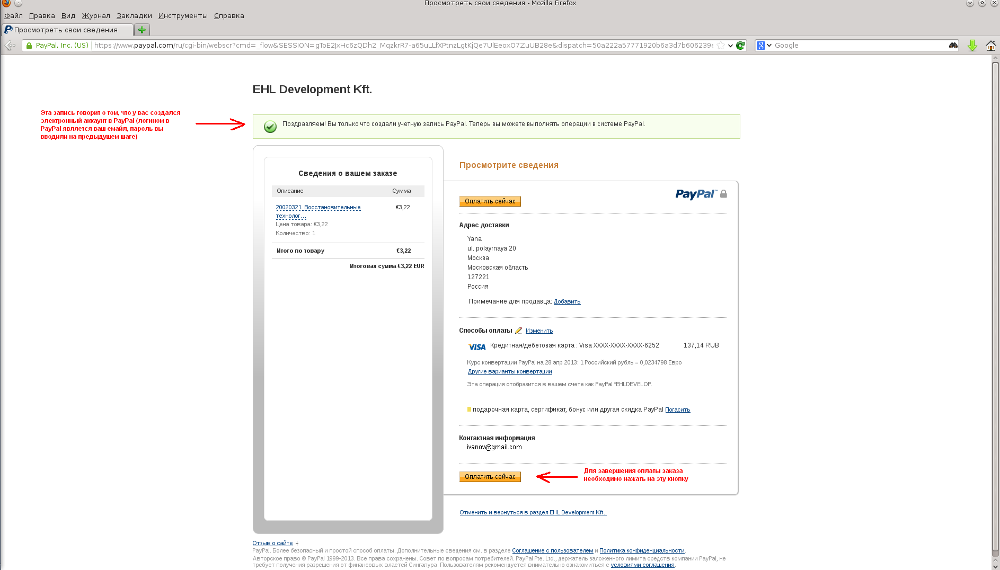 Просмотреть свои сведения - Mozilla Firefox
Файл Правка Вид Журнал Закладки Инструменты Справка
Просмотреть свои сведения
PayPal, Inc. (US) https://www.paypal.com/ru/cgi-bin/webscr?cmd=_flow&SESSION=gToE2JxHc6zQDh2_MqzkrR7-a65uLLfXPtnzLgtKjQe7UlEeoxO7ZuUB28e&dispatch=50a222a57771920b6a3d7b606239e Google
EHL Development Kft.
Эта запись говорит о том, что у вас создался
электронный аккаунт в PayPal (логином в
PayPal является ваш емайл, пароль вы
вводили на предыдущем шаге)
Поздравляем! Вы только что создали учетную запись PayPal. Теперь вы можете выполнять операции в системе PayPal.
Сведения о вашем заказе
Описание Сумма
20020321_Восстановительные €3,22
технолог...
Цена товара: €3,22
Количество: 1
Итого по товару €3,22
Итоговая сумма €3,22 EUR
Просмотрите сведения
PayPal
Оплатить сейчас
Адрес доставки
Yana
ul. polayrnaya 20
Москва
Московская область
127221
Россия
Примечание для продавца: Добавить
Способы оплаты Изменить
VISA Кредитная/дебетовая карта : Visa XXXX-XXXX-XXXX-6252 137,14 RUB
Курс конвертации PayPal на 28 апр 2013: 1 Российский рубль = 0,0234798 Евро
Другие варианты конвертации
Эта операция отобразится в вашем счете как PayPal *EHLDEVELOP.
подарочная карта, сертификат, бонус или другая скидка PayPal Погасить
Контактная информация
ivanov@gmail.com
Оплатить сейчас
Для завершения оплаты заказа
необходимо нажать на эту кнопку
Отменить и вернуться в раздел EHL Development Kft..
Отзыв о сайте
PayPal. Более безопасный и простой способ оплаты. Дополнительные сведения см. в разделе Соглашение с пользователем и Политика конфиденциальности.
Авторское право © PayPal 1999-2013. Все права сохранены. Совет по вопросам потребителей. PayPal Pte. Ltd., держатель заложенного лимита средств компании PayPal, не
требует получения разрешения от финансовых властей Сингапура. Пользователям рекомендуется внимательно ознакомиться с условиями соглашения.